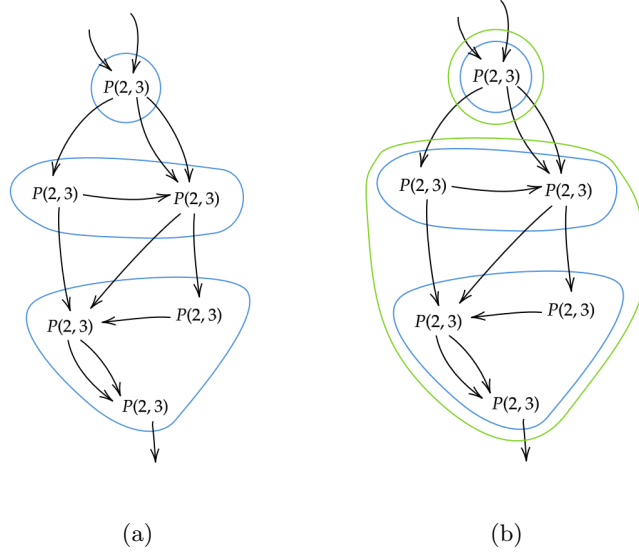 P(2, 3) P(2, 3)
P(2, 3) P(2, 3) P(2, 3) P(2, 3)
P(2, 3) P(2, 3) P(2, 3) P(2, 3)
P(2, 3) P(2, 3)
(a) (b)